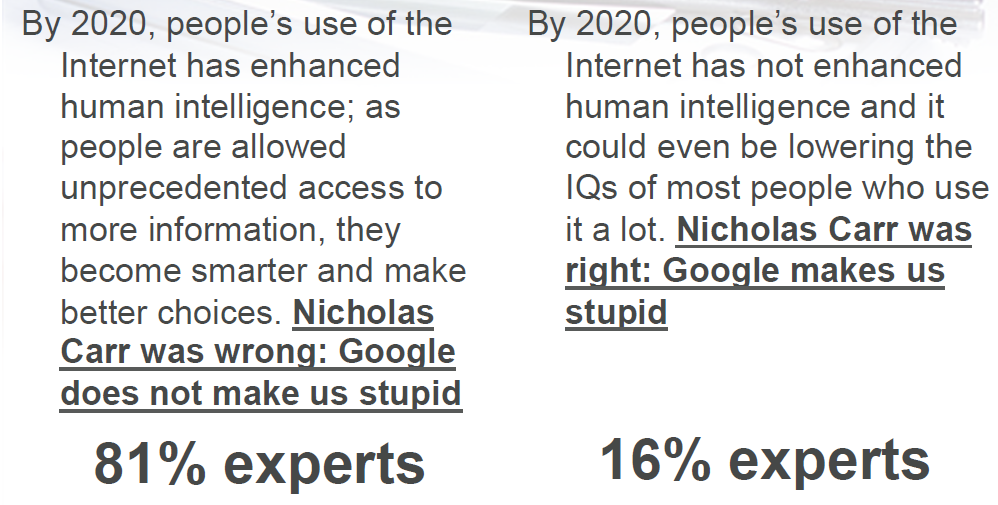 By 2020, people’s use of the
Internet has enhanced
human intelligence; as
people are allowed
unprecedented access to
more information, they
become smarter and make
better choices. Nicholas
Carr was wrong: Google
does not make us stupid
81% experts
By 2020, people’s use of the
Internet has not enhanced
human intelligence and it
could even be lowering the
IQs of most people who use
it a lot. Nicholas Carr was
right: Google makes us
stupid
16% experts